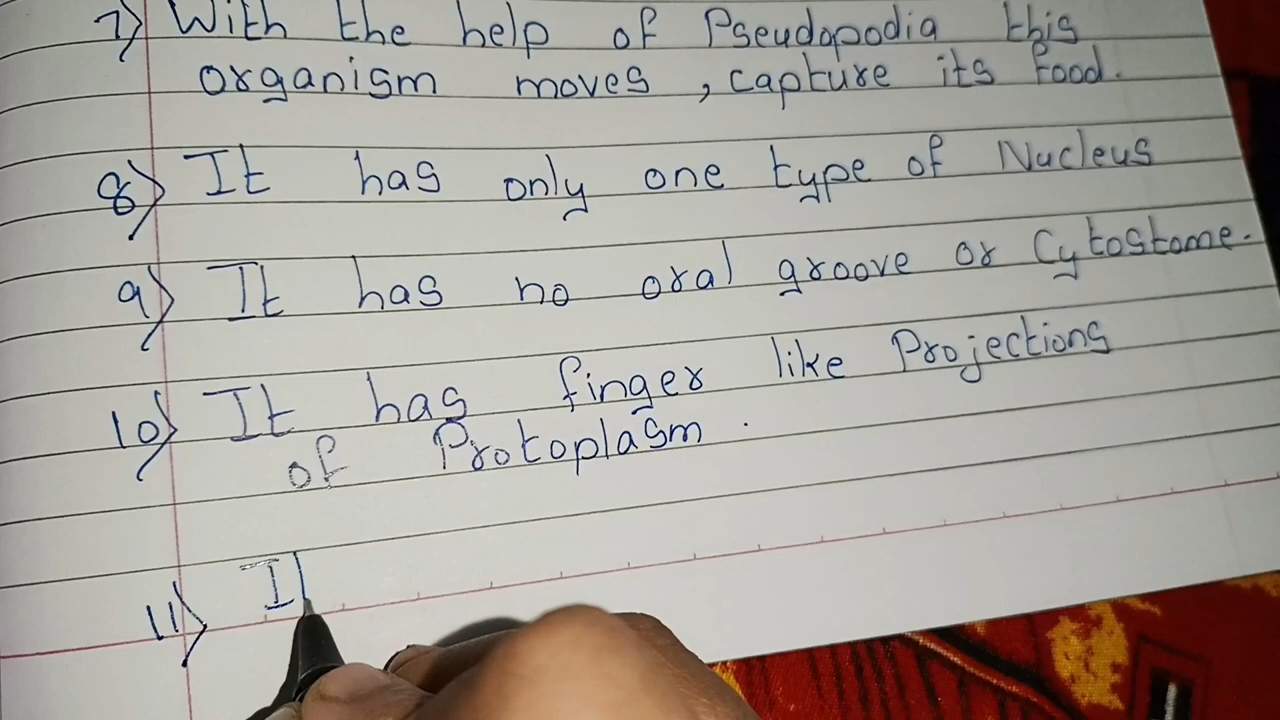 7) With the help of Pseudopodia this
organism moves , capture its food.
8) It has only one type of Nucleus
9) It has no oral groove or Cytostome.
10) It has finger like Projections
of Protoplasm .
11) It